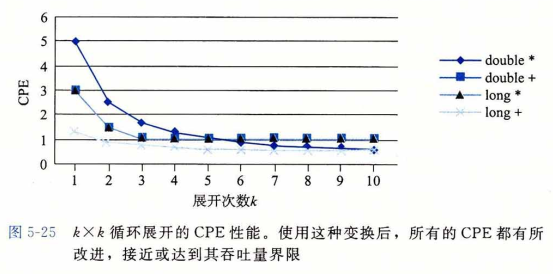 6
5
4
3
2
1
0
CPE
1 2 3 4 5 6 7 8 9 10
展开次数k
double *
double +
long *
long +
图 5-25 k×k 循环展开的 CPE 性能。使用这种变换后，所有的 CPE 都有所
改进，接近或达到其吞吐量界限